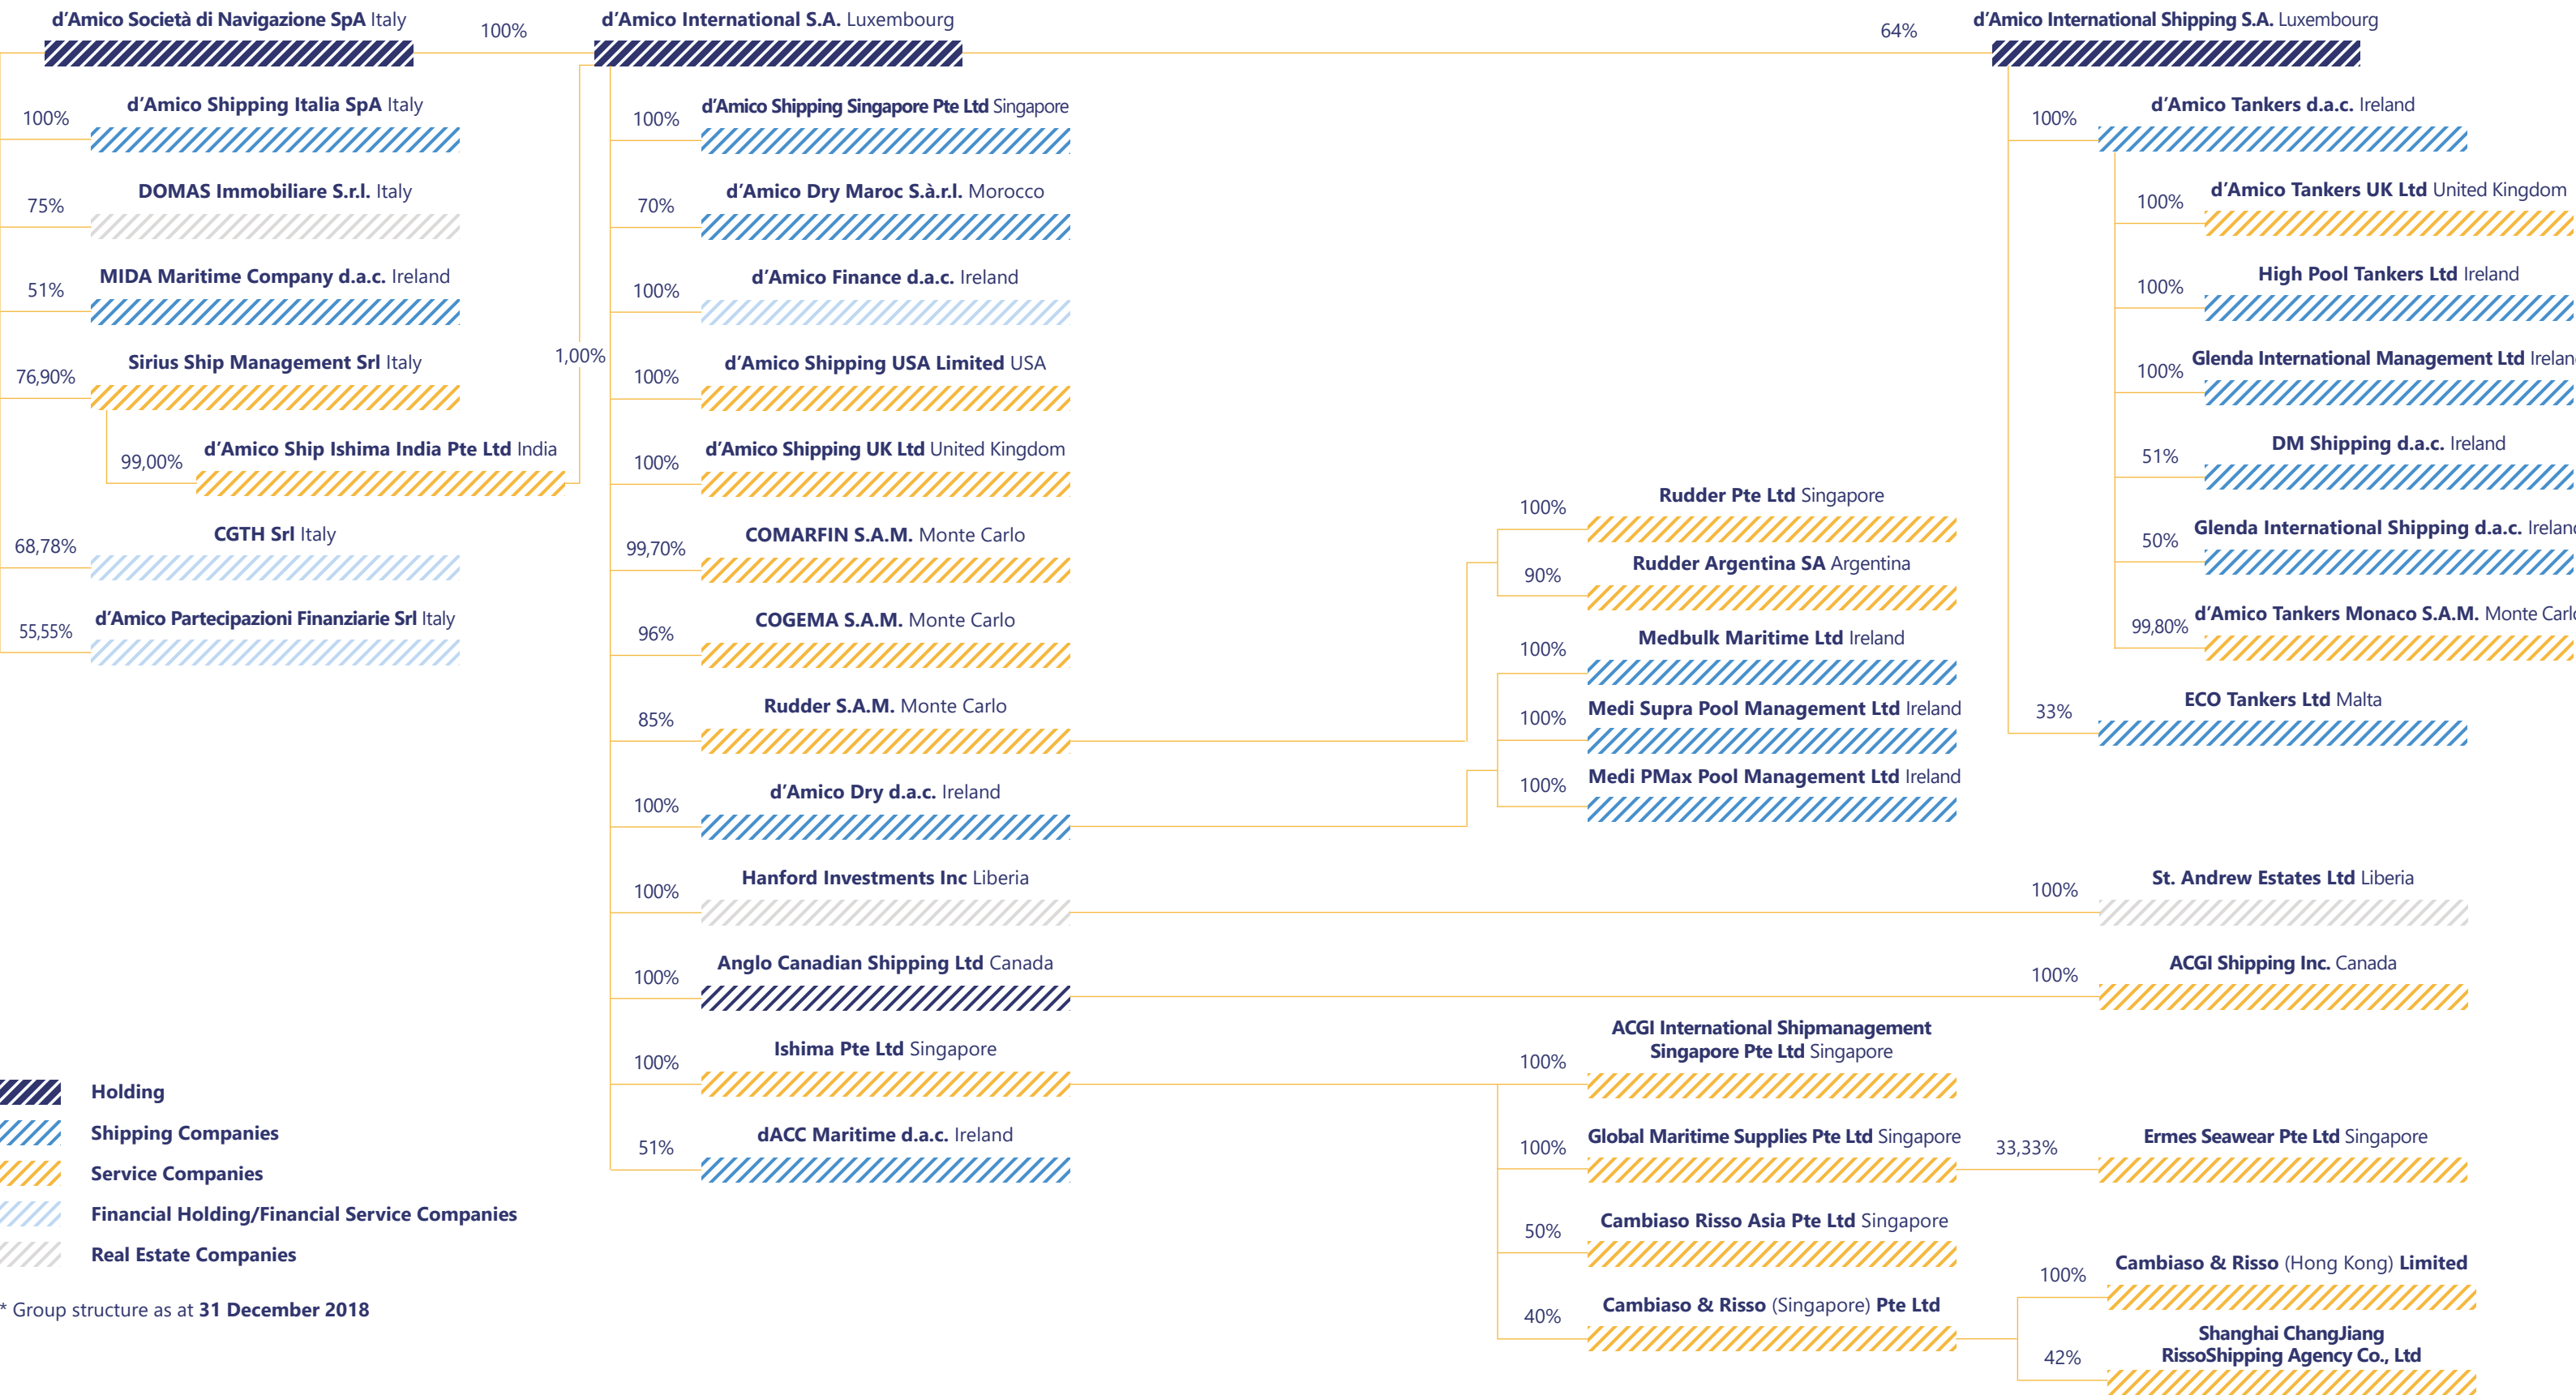 d'Amico Società di Navigazione SpA Italy
100%
d'Amico International S.A. Luxembourg
64%
d'Amico International Shipping S.A. Luxembourg
100%
d'Amico Shipping Italia SpA Italy
75%
DOMAS Immobiliare S.r.l. Italy
51%
MIDA Maritime Company d.a.c. Ireland
76,90%
Sirius Ship Management Srl Italy
99,00%
d'Amico Ship Ishima India Pte Ltd India
1,00%
68,78%
CGTH Srl Italy
55,55%
d'Amico Partecipazioni Finanziarie Srl Italy
100%
d'Amico Shipping Singapore Pte Ltd Singapore
70%
d'Amico Dry Maroc S.à.r.l. Morocco
100%
d'Amico Finance d.a.c. Ireland
100%
d'Amico Shipping USA Limited USA
100%
d'Amico Shipping UK Ltd United Kingdom
99,70%
COMARFIN S.A.M. Monte Carlo
96%
COGEMA S.A.M. Monte Carlo
85%
Rudder S.A.M. Monte Carlo
100%
d'Amico Dry d.a.c. Ireland
100%
Hanford Investments Inc Liberia
100%
Anglo Canadian Shipping Ltd Canada
100%
Ishima Pte Ltd Singapore
51%
dACC Maritime d.a.c. Ireland
100%
Rudder Pte Ltd Singapore
90%
Rudder Argentina SA Argentina
100%
Medbulk Maritime Ltd Ireland
100%
Medi Supra Pool Management Ltd Ireland
100%
Medi PMax Pool Management Ltd Ireland
100%
ACGI International Shipmanagement
Singapore Pte Ltd Singapore
100%
Global Maritime Supplies Pte Ltd Singapore
50%
Cambiaso Risso Asia Pte Ltd Singapore
40%
Cambiaso & Risso (Singapore) Pte Ltd
100%
d'Amico Tankers d.a.c. Ireland
100%
d'Amico Tankers UK Ltd United Kingdom
100%
High Pool Tankers Ltd Ireland
100%
Glenda International Management Ltd Irelan
51%
DM Shipping d.a.c. Ireland
50%
Glenda International Shipping d.a.c. Ireland
99,80%
d'Amico Tankers Monaco S.A.M. Monte Carlo
33%
ECO Tankers Ltd Malta
100%
St. Andrew Estates Ltd Liberia
100%
ACGI Shipping Inc. Canada
33,33%
Ermes Seawear Pte Ltd Singapore
100%
Cambiaso & Risso (Hong Kong) Limited
42%
Shanghai ChangJiang
RissoShipping Agency Co., Ltd
Holding
Shipping Companies
Service Companies
Financial Holding/Financial Service Companies
Real Estate Companies
* Group structure as at 31 December 2018